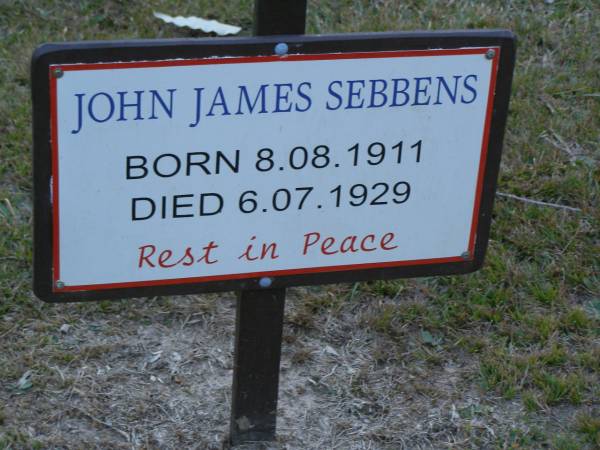 JOHN JAMES SEBBENS
BORN 8.08.1911
DIED 6.07.1929
Rest in Peace